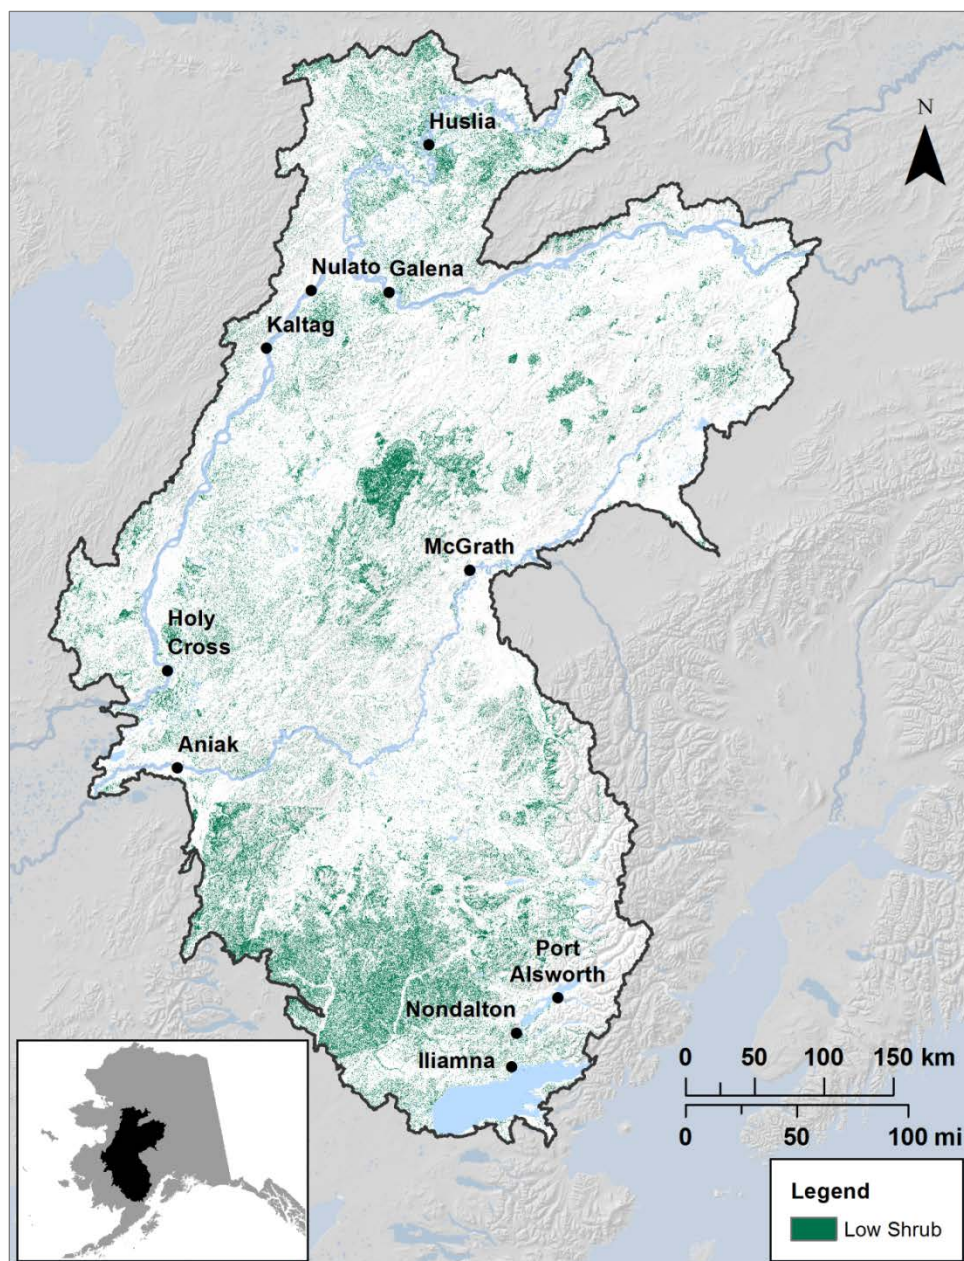 N
Huslia
Nulato
Galena
Kaltag
McGrath
Holy
Cross
Aniak
Port
Alsworth
Nondalton
Iliamna
0 50 100 150 km
0 50 100 mi
Legend
Low Shrub